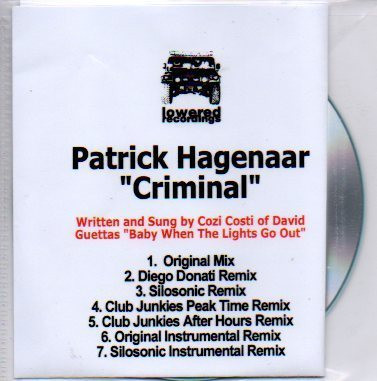 lowered
recordings
Patrick Hagenaar
"Criminal"
Written and Sung by Cozi Costi of David
Guettas "Baby When The Lights Go Out"
1. Original Mix
2. Diego Donati Remix
3. Silosonic Remix
4. Club Junkies Peak Time Remix
5. Club Junkies After Hours Remix
6. Original Instrumental Remix
7. Silosonic Instrumental Remix